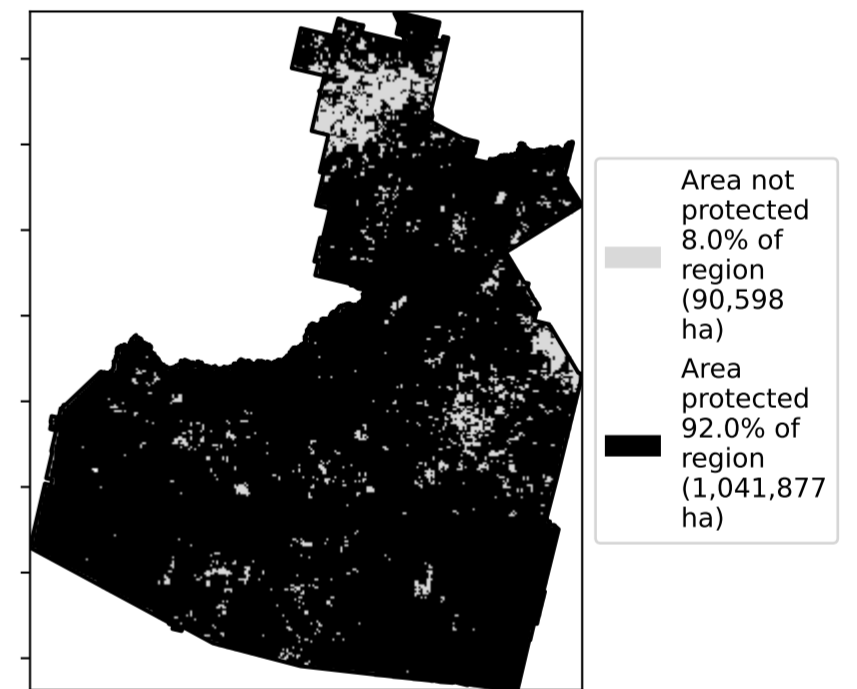 Area not
protected
8.0% of
region
(90,598
ha)
Area
protected
92.0% of
region
(1,041,877
ha)